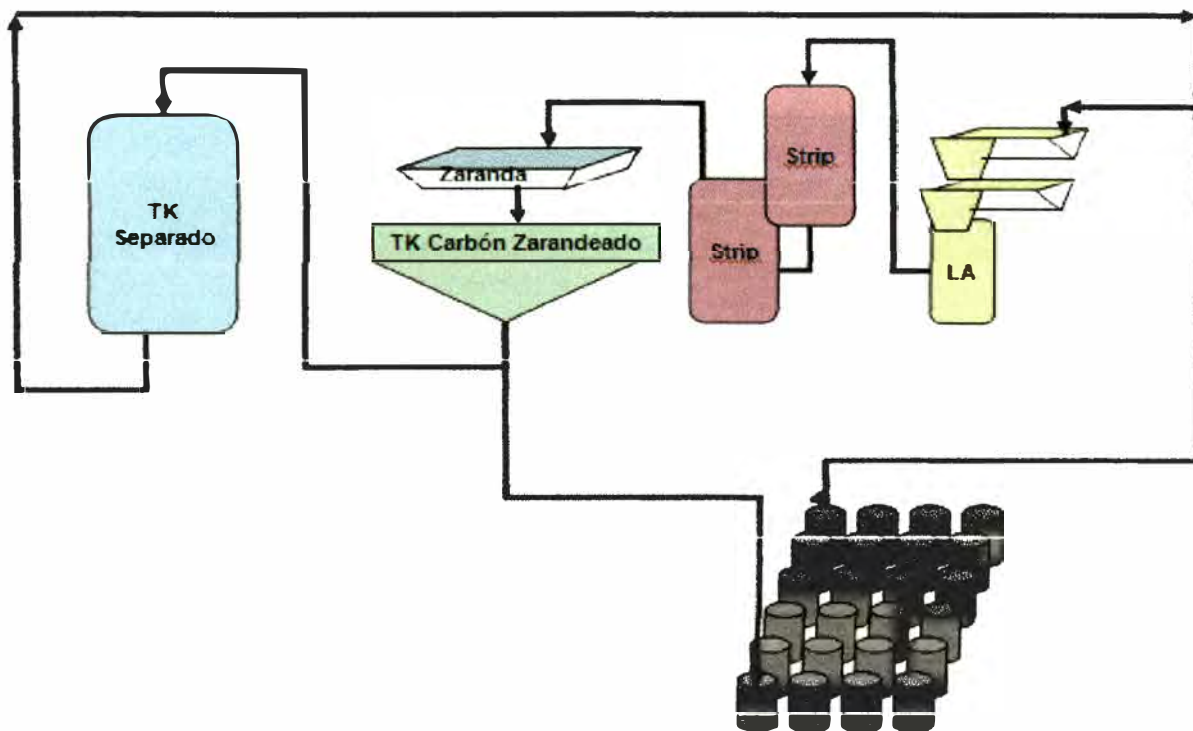 TK
Separado
Zaranda
TK Carbón Zarandeado
Strip
Strip
LA